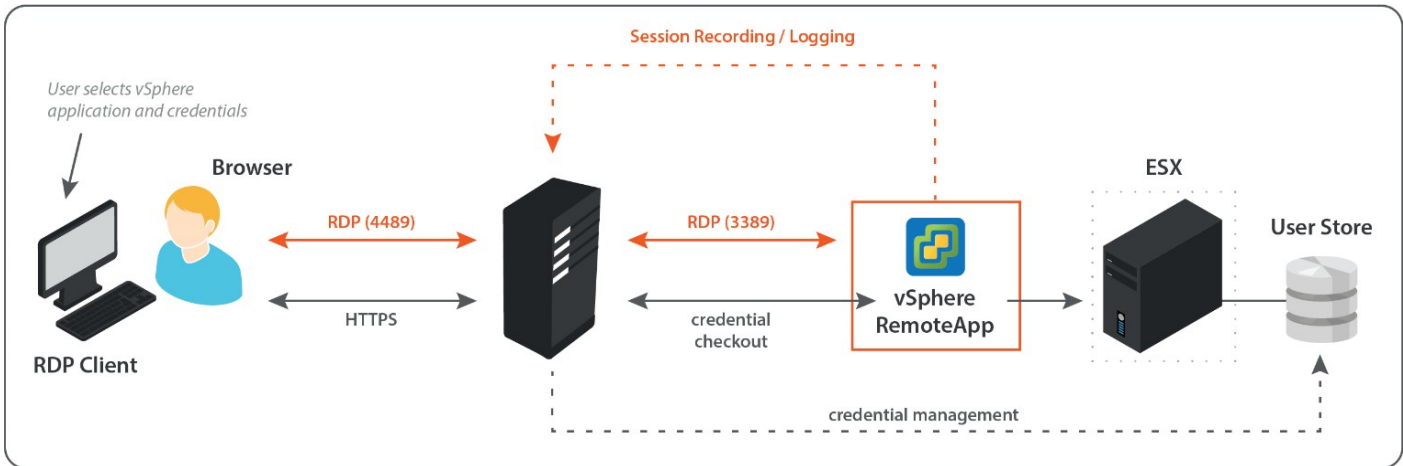 Session Recording / Logging
User selects vSphere
application and credentials
Browser
ESX
RDP (4489)
RDP (3389)
User Store
HTTPS
credential
checkout
vSphere
RemoteApp
RDP Client
credential management